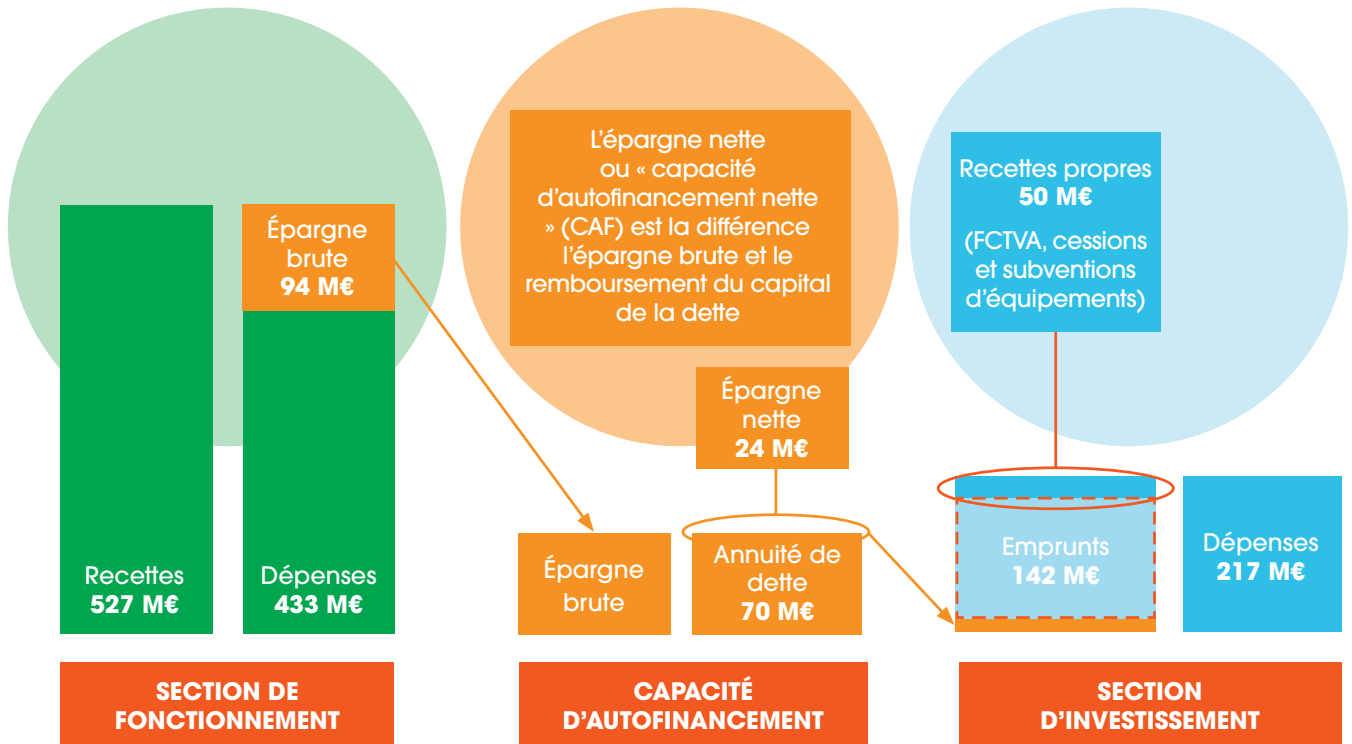 Recettes
527 M€
Épargne
brute
94 M€
Dépenses
433 M€
SECTION DE
FONCTIONNEMENT
L'épargne nette
ou « capacité
d'autofinancement nette
» (CAF) est la différence
l'épargne brute et le
remboursement du capital
de la dette
Épargne
nette
24 M€
Épargne
brute
Annuité de
dette
70 M€
CAPACITÉ
D'AUTOFINANCEMENT
Recettes propres
50 M€
(FCTVA, cessions
et subventions
d'équipements)
Emprunts
142 M€
Dépenses
217 M€
SECTION
D'INVESTISSEMENT